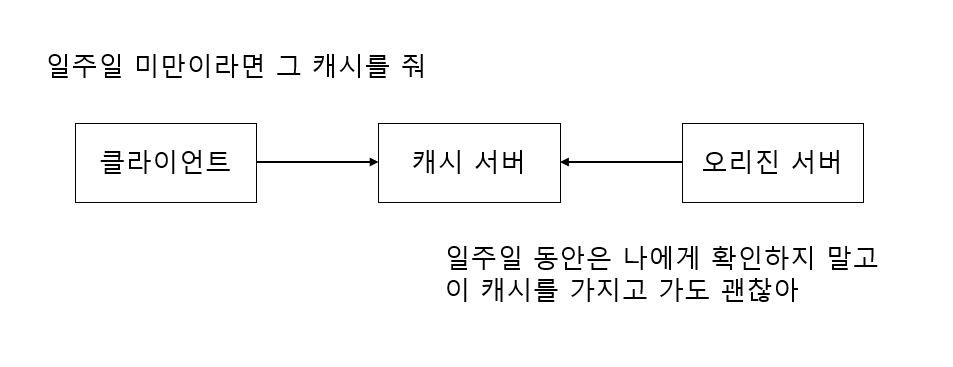 일주일 미만이라면 그 캐시를 줘
클라이언트
캐시 서버
오리진 서버
일주일 동안은 나에게 확인하지 말고
이 캐시를 가지고 가도 괜찮아